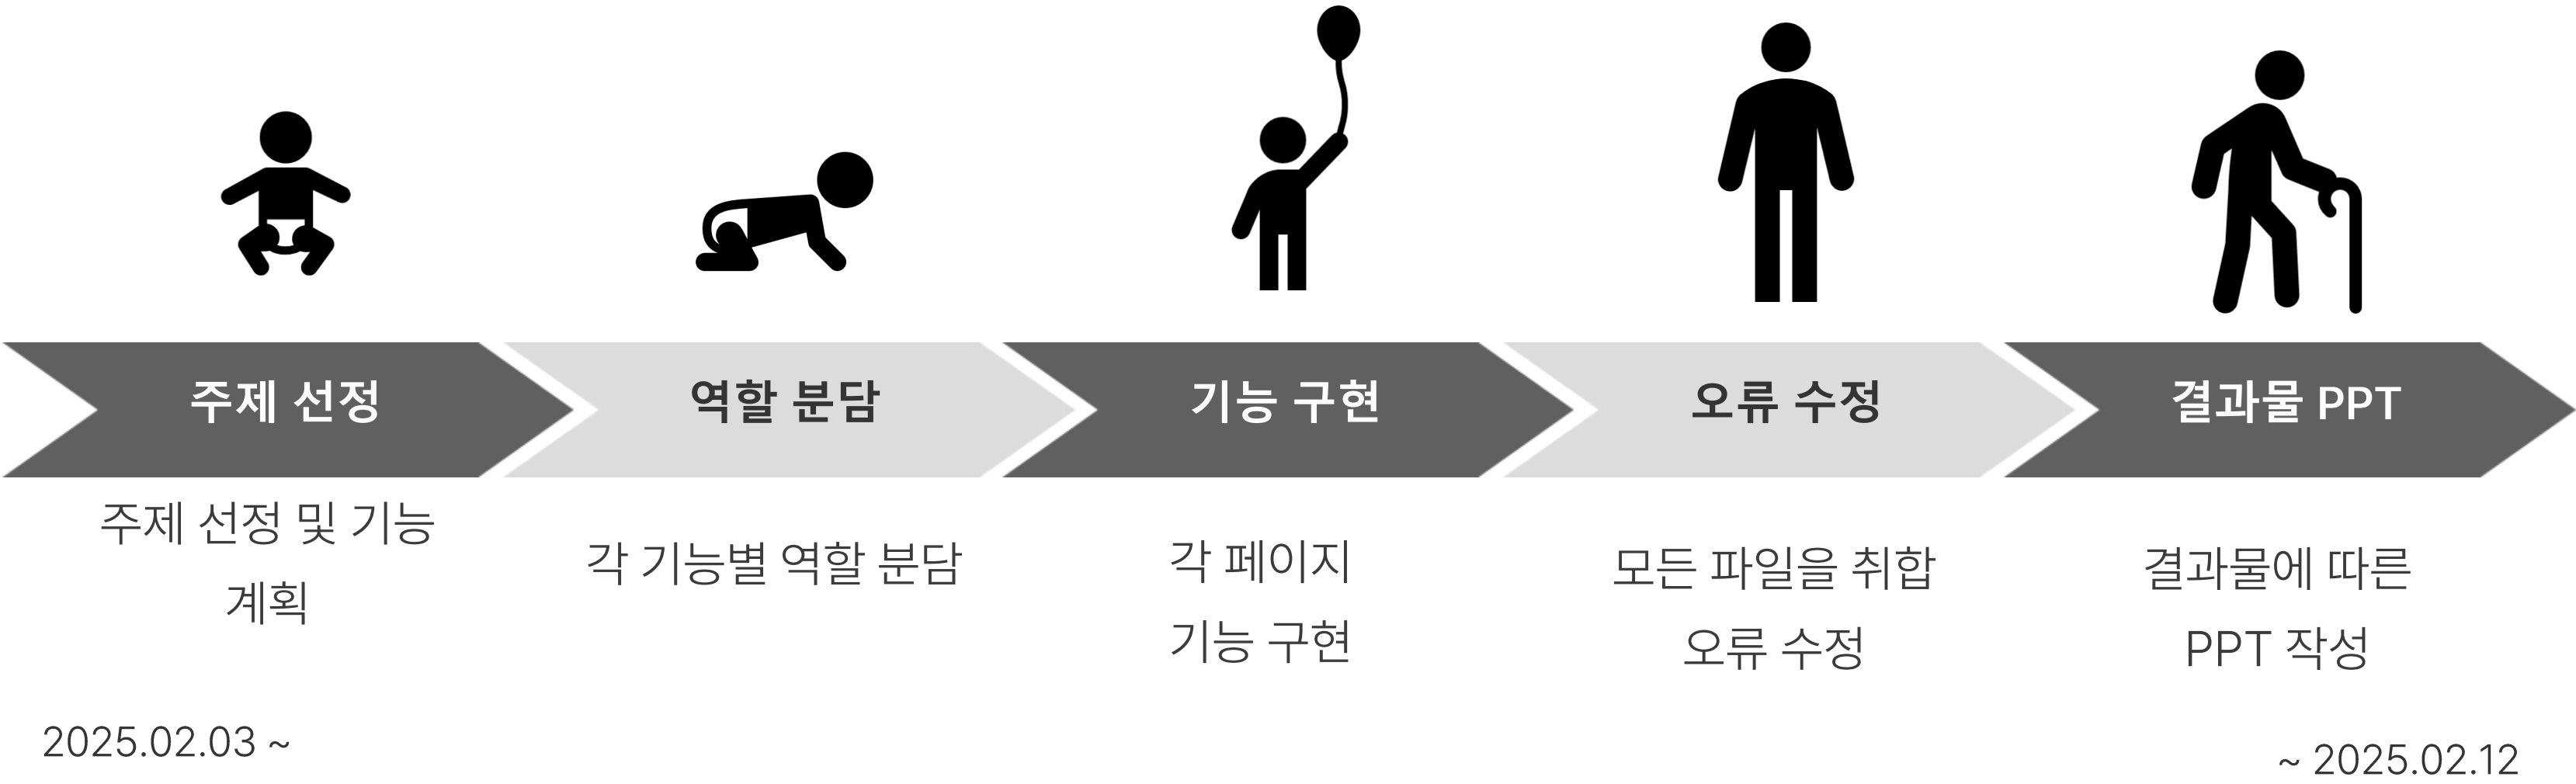 주제 선정
역할 분담
기능 구현
오류 수정
결과물 PPT
주제 선정 및 기능
계획
각 기능별 역할 분담
각 페이지
기능 구현
모든 파일을 취합
오류 수정
결과물에 따른
PPT 작성
2025.02.03 ~
~ 2025.02.12